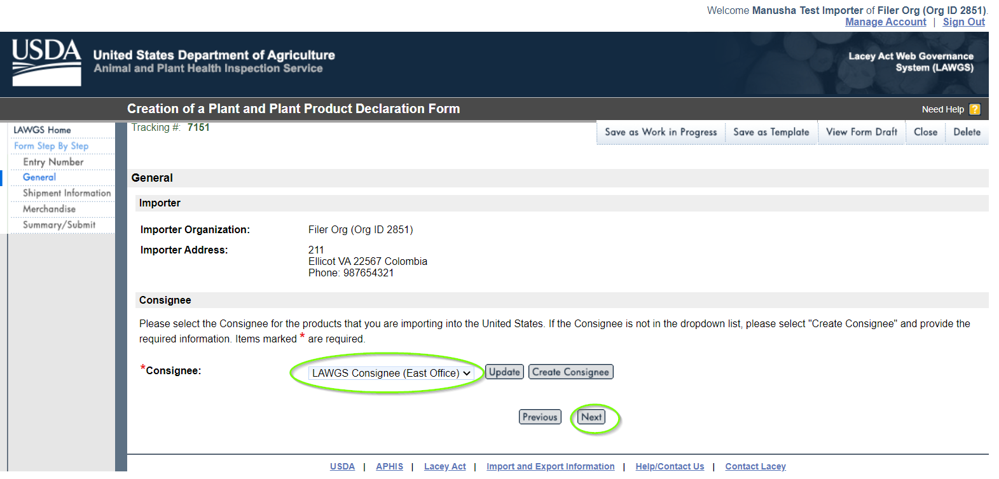 Welcome Manusha Test Importer of Filer Org (Org ID 2851).
Manage Account | Sign Out
USDA
United States Department of Agriculture
Animal and Plant Health Inspection Service
Lacey Act Web Governance
System (LAWGS)
Creation of a Plant and Plant Product Declaration Form
Need Help ?
LAWGS Home
Form Step By Step
Entry Number
General
Shipment Information
Merchandise
Summary/Submit
Tracking #: 7151
Save as Work in Progress
Save as Template
View Form Draft
Close
Delete
General
Importer
Importer Organization: Filer Org (Org ID 2851)
Importer Address: 211
Ellicot VA 22567 Colombia
Phone: 987654321
Consignee
Please select the Consignee for the products that you are importing into the United States. If the Consignee is not in the dropdown list, please select "Create Consignee" and provide the
required information. Items marked * are required.
*Consignee: LAWGS Consignee (East Office) Update Create Consignee
Previous Next
USDA | APHIS | Lacey Act | Import and Export Information | Help/Contact Us | Contact Lacey